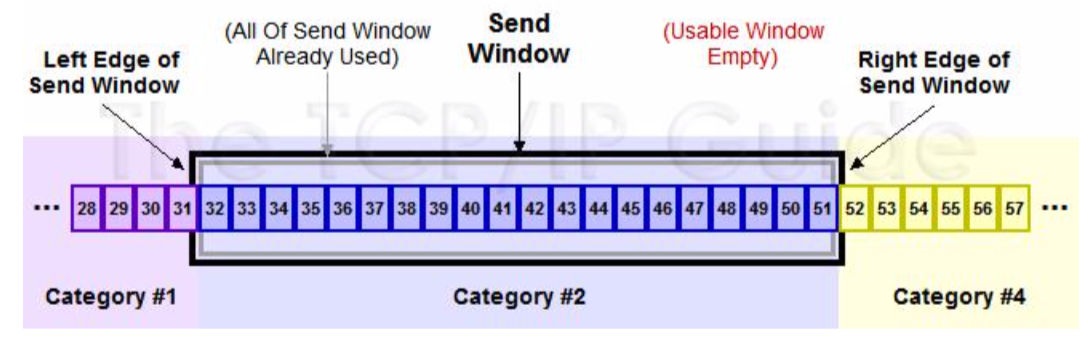 Send
Window
(All Of Send Window
Already Used)
(Usable Window
Empty)
Left Edge of
Send Window
Right Edge of
Send Window
The TCP/IP Guide
... 28 29 30 31 32 33 34 35 36 37 38 39 40 41 42 43 44 45 46 47 48 49 50 51 52 53 54 55 56 57 ...
Category #1
Category #2
Category #4